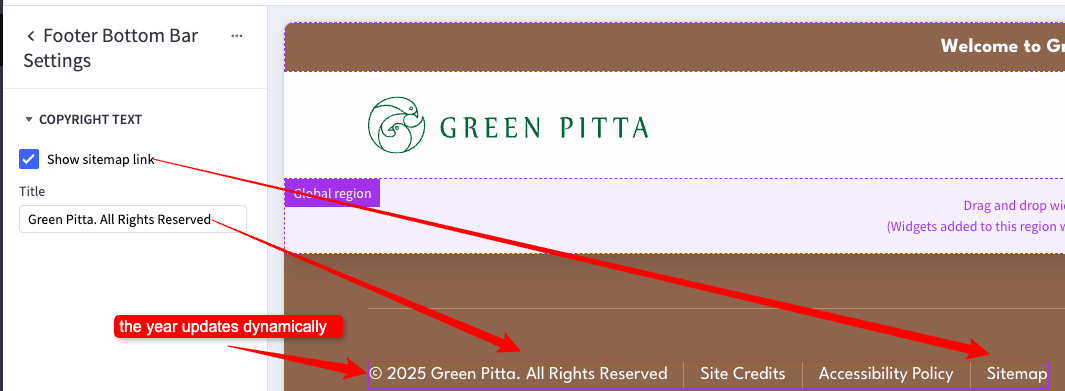 Footer Bottom Bar
Settings
COPYRIGHT TEXT
Show sitemap link
Title
Green Pitta. All Rights Reserved
the year updates dynamically
Welcome to Gr
GREEN PITTA
Global region
Drag and drop wi
(Widgets added to this region w
© 2025 Green Pitta. All Rights Reserved
Site Credits
Accessibility Policy
Sitemap